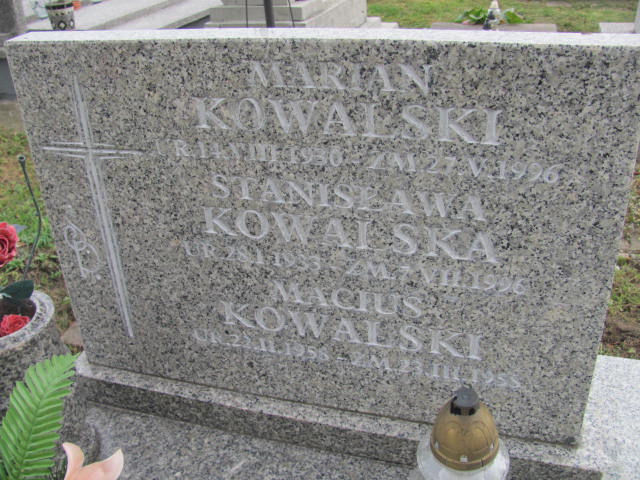 MARIAN
KOWALSKI
UR.14.VIII.1930 - ZM.27.V.1996
STANISŁAWA
KOWALSKA
UR.28.I.1933 - ZM.7.VII.1996
MACIUŚ
KOWALSKI